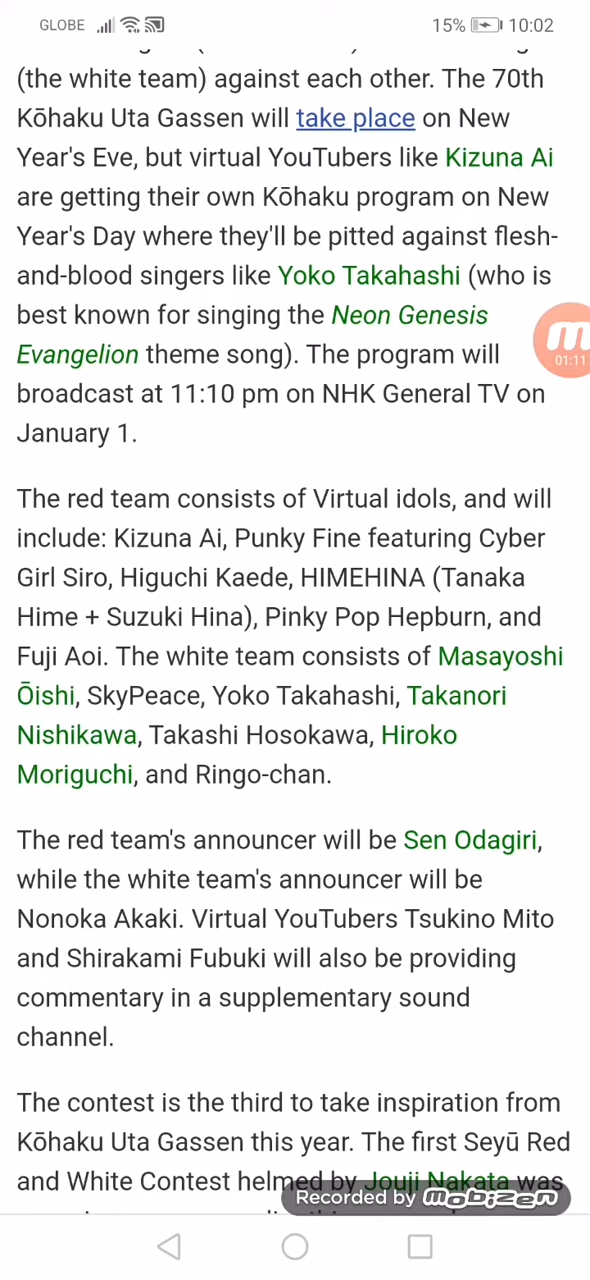 GLOBE 15% 10:02
(the white team) against each other. The 70th
Kōhaku Uta Gassen will take place on New
Year's Eve, but virtual YouTubers like Kizuna Ai
are getting their own Kōhaku program on New
Year's Day where they'll be pitted against flesh-
and-blood singers like Yoko Takahashi (who is
best known for singing the Neon Genesis
Evangelion theme song). The program will
01:11
broadcast at 11:10 pm on NHK General TV on
January 1.
The red team consists of Virtual idols, and will
include: Kizuna Ai, Punky Fine featuring Cyber
Girl Siro, Higuchi Kaede, HIMEHINA (Tanaka
Hime + Suzuki Hina), Pinky Pop Hepburn, and
Fuji Aoi. The white team consists of Masayoshi
Ōishi, SkyPeace, Yoko Takahashi, Takanori
Nishikawa, Takashi Hosokawa, Hiroko
Moriguchi, and Ringo-chan.
The red team's announcer will be Sen Odagiri,
while the white team's announcer will be
Nonoka Akaki. Virtual YouTubers Tsukino Mito
and Shirakami Fubuki will also be providing
commentary in a supplementary sound
channel.
The contest is the third to take inspiration from
Kōhaku Uta Gassen this year. The first Seyū Red
and White Contest helmed by Jouji Nakata was
Recorded by mobizen